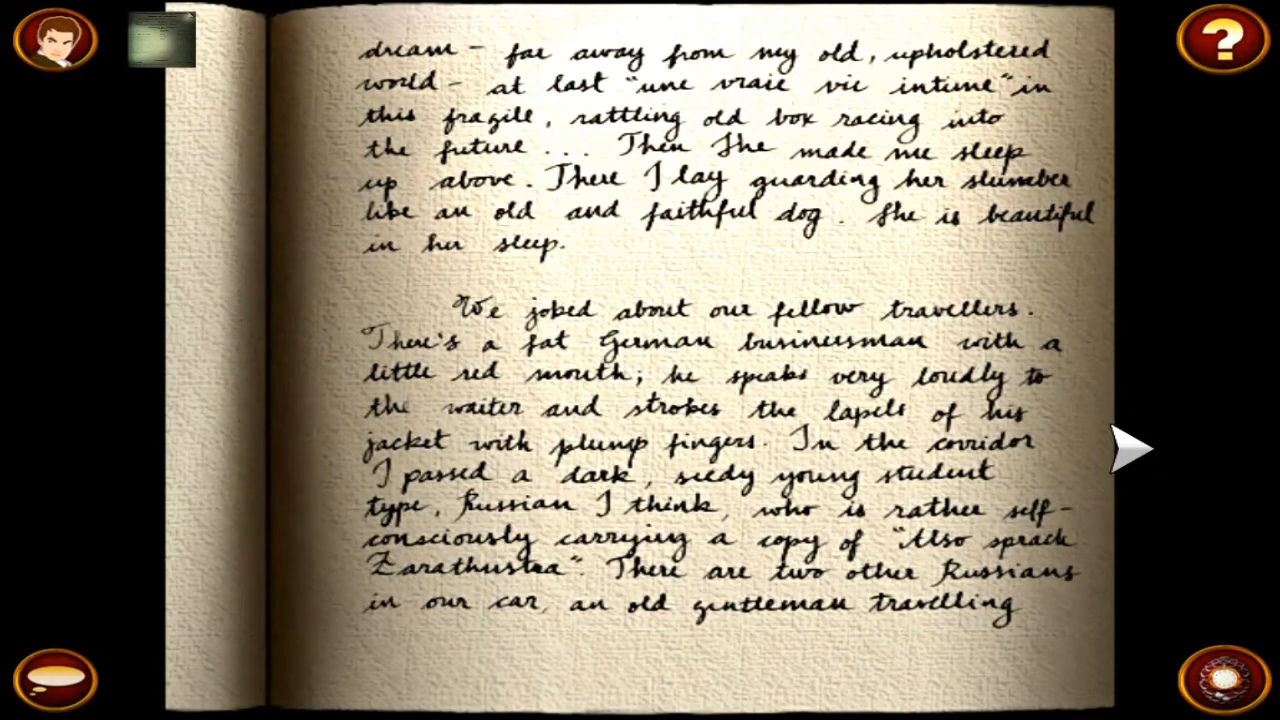 dream - far away from my old, upholstered
world - at last "une vraie vie intime" in
this fragile, rattling old box racing into
the future ... Then She made me sleep
up above. There I lay guarding her slumber
like an old and faithful dog. She is beautiful
in her sleep.
We joked about our fellow travellers.
There's a fat German businessman with a
little red mouth; he speaks very loudly to
the waiter and strokes the lapels of his
jacket with plump fingers. In the corridor
I passed a dark, seedy young student
type, Russian I think, who is rather self-
consciously carrying a copy of "Also sprach
Zarathustra". There are two other Russians
in our car, an old gentleman travelling
?